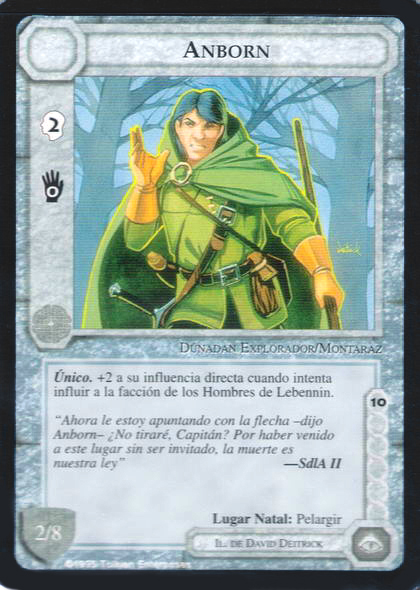 ANBORN
2
DÚNADAN EXPLORADOR/MONTARAZ
Único. +2 a su influencia directa cuando intenta
influir a la facción de los Hombres de Lebennin.
10
“Ahora le estoy apuntando con la flecha –dijo
Anborn– ¿No tiraré, Capitán? Por haber venido
a este lugar sin ser invitado, la muerte es
nuestra ley” —SdlA II
Lugar Natal: Pelargir
2/8
IL. DE DAVID DEITRICK
©1995 Tolkien Enterprises